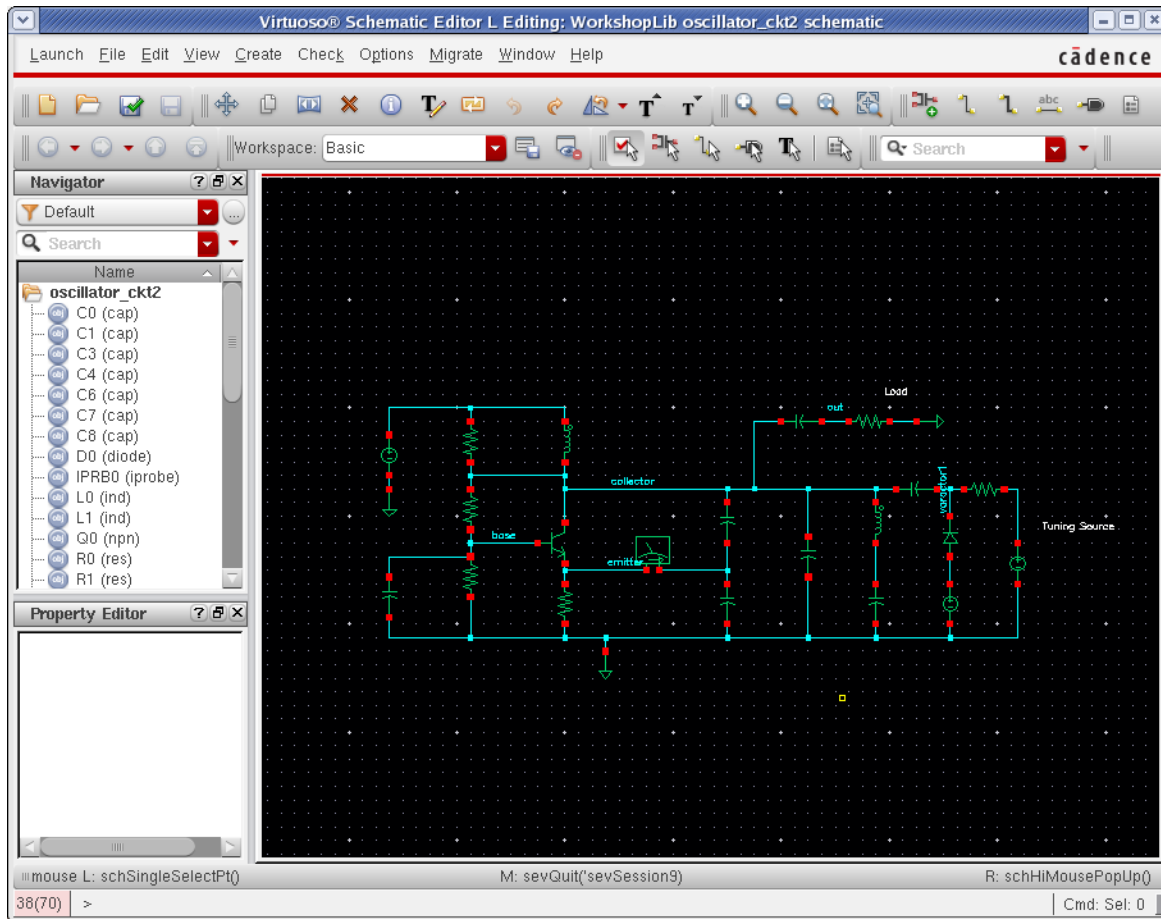 Virtuoso® Schematic Editor L Editing: WorkshopLib oscillator_ckt2 schematic
Launch File Edit View Create Check Options Migrate Window Help
cādence
abc
Workspace: Basic
Search
Navigator
Default
Search
Name
oscillator_ckt2
C0 (cap)
C1 (cap)
C3 (cap)
C4 (cap)
C6 (cap)
C7 (cap)
C8 (cap)
D0 (diode)
IPRB0 (iprobe)
L0 (ind)
L1 (ind)
Q0 (npn)
R0 (res)
R1 (res)
Property Editor
Load
out
collector
varactor1
Tuning Source
base
emitter
mouse L: schSingleSelectPt()
M: sevQuit('sevSession9)
R: schHiMousePopUp()
38(70) >
Cmd: Sel: 0